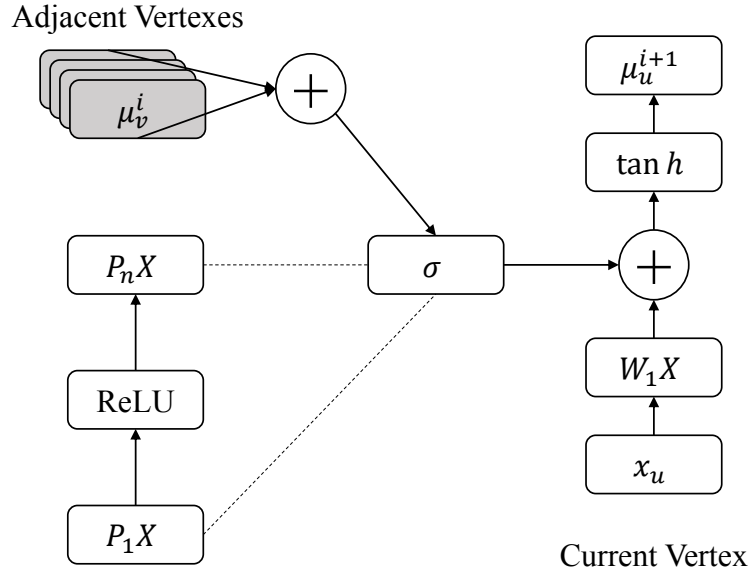 Adjacent Vertexes
μ_v^i
+
μ_u^{i+1}
tan h
P_nX
σ
+
ReLU
W_1X
x_u
P_1X
Current Vertex